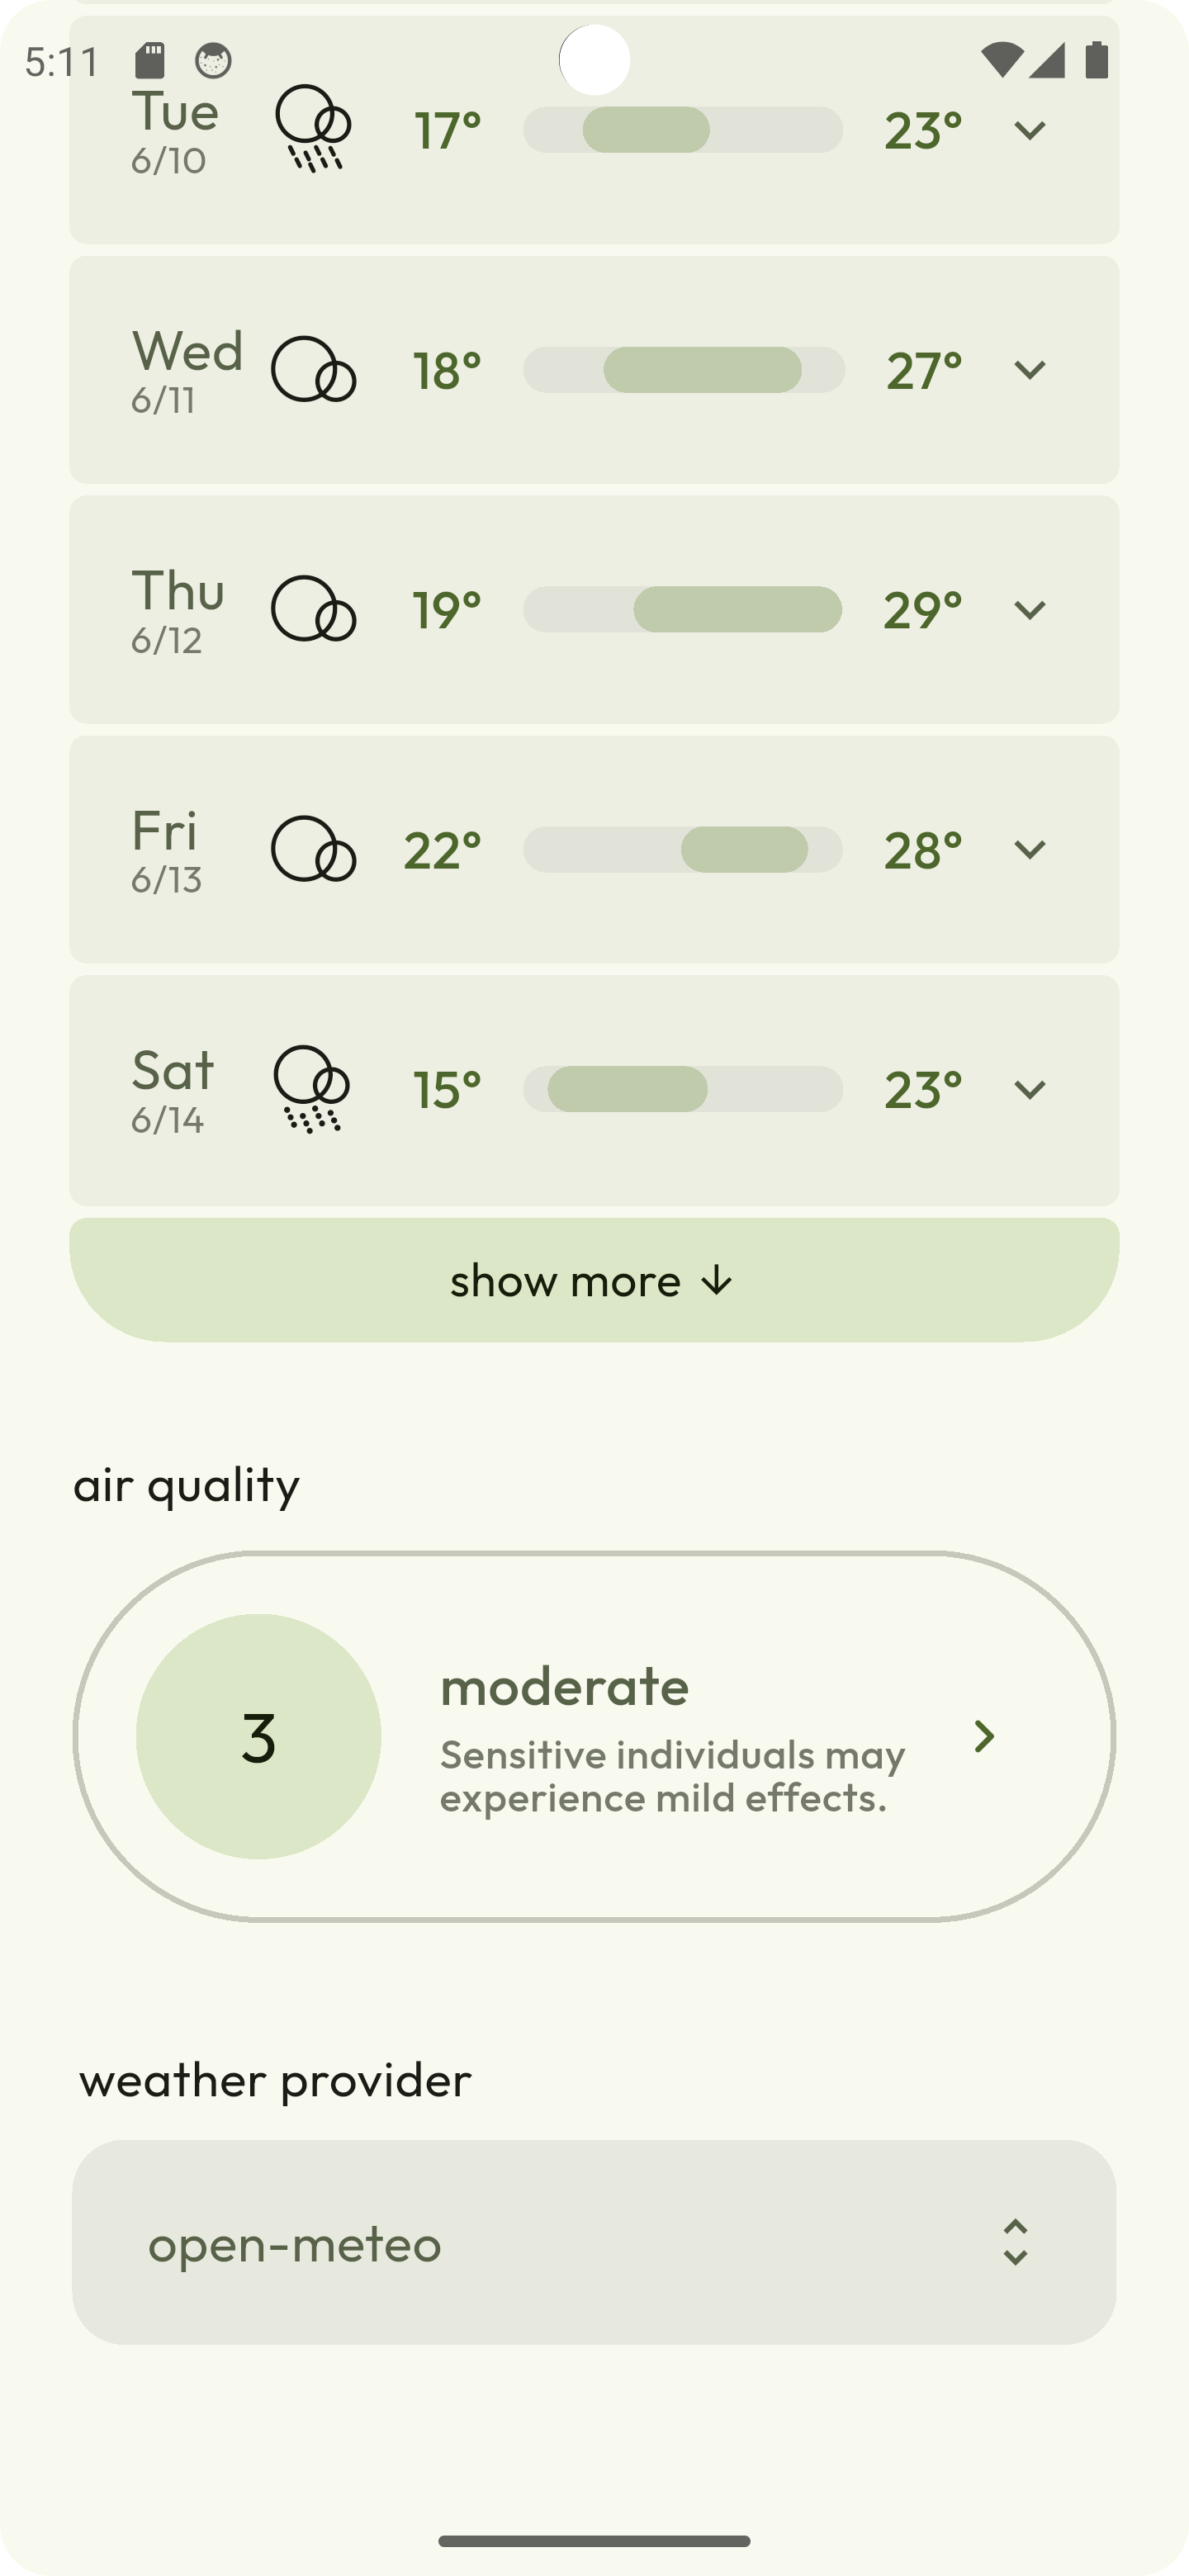 5:11
Tue
6/10
17°
23°
Wed
6/11
18°
27°
Thu
6/12
19°
29°
Fri
6/13
22°
28°
Sat
6/14
15°
23°
show more ↓
air quality
3
moderate
Sensitive individuals may
experience mild effects.
weather provider
open-meteo